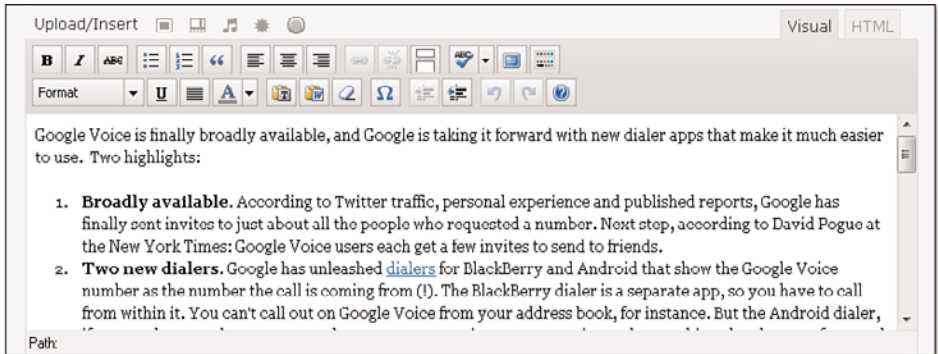 Upload/Insert
Visual HTML
B I ABC ABC
Format U A T W Ω
Google Voice is finally broadly available, and Google is taking it forward with new dialer apps that make it much easier
to use. Two highlights:
1. Broadly available. According to Twitter traffic, personal experience and published reports, Google has
finally sent invites to just about all the people who requested a number. Next step, according to David Pogue at
the New York Times: Google Voice users each get a few invites to send to friends.
2. Two new dialers. Google has unleashed dialers for BlackBerry and Android that show the Google Voice
number as the number the call is coming from (!). The BlackBerry dialer is a separate app, so you have to call
from within it. You can't call out on Google Voice from your address book, for instance. But the Android dialer,
Path: